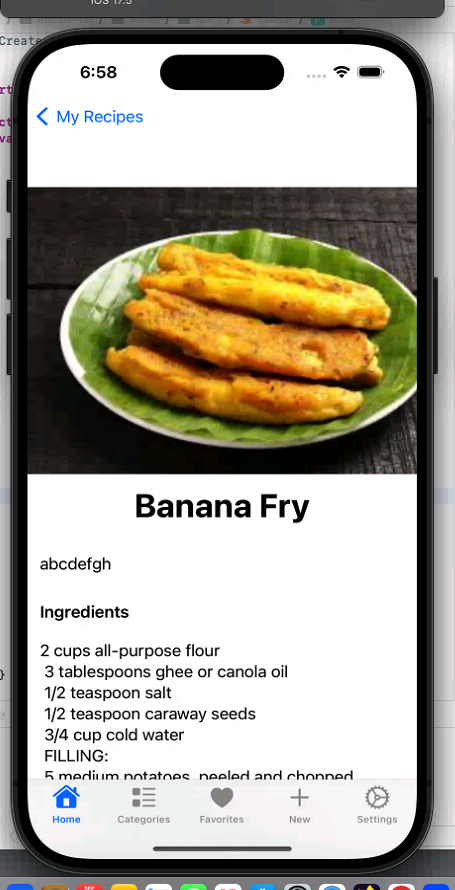 iOS 17.5
Create
6:58
My Recipes
Banana Fry
abcdefgh
Ingredients
2 cups all-purpose flour
3 tablespoons ghee or canola oil
1/2 teaspoon salt
1/2 teaspoon caraway seeds
3/4 cup cold water
FILLING:
5 medium potatoes, peeled and chopped
Home
Categories
Favorites
New
Settings